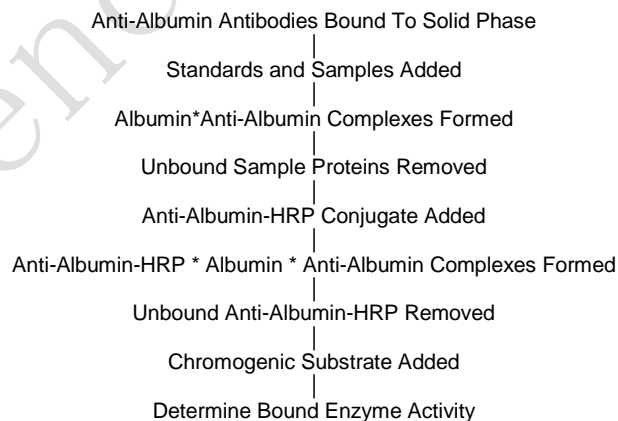 Anti-Albumin Antibodies Bound To Solid Phase
Standards and Samples Added
Albumin*Anti-Albumin Complexes Formed
Unbound Sample Proteins Removed
Anti-Albumin-HRP Conjugate Added
Anti-Albumin-HRP * Albumin * Anti-Albumin Complexes Formed
Unbound Anti-Albumin-HRP Removed
Chromogenic Substrate Added
Determine Bound Enzyme Activity